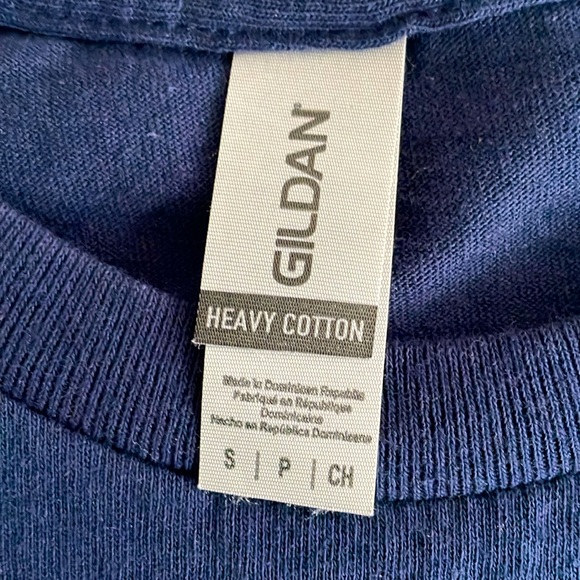 GILDAN
HEAVY COTTON
Made in Dominican Republic
Fabriqué en République
Dominicaine
Hecho en República Dominicana
S | P | CH